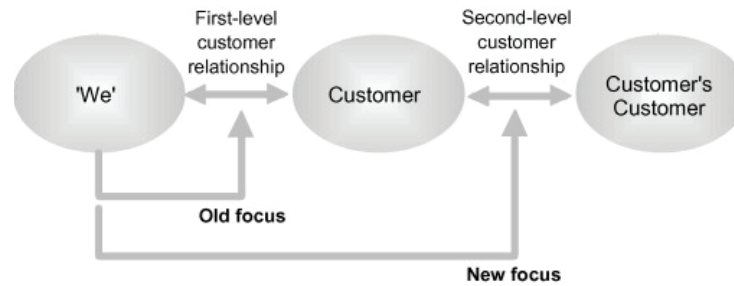 First-level
customer
relationship
Second-level
customer
relationship
'We'
Customer
Customer's
Customer
Old focus
New focus